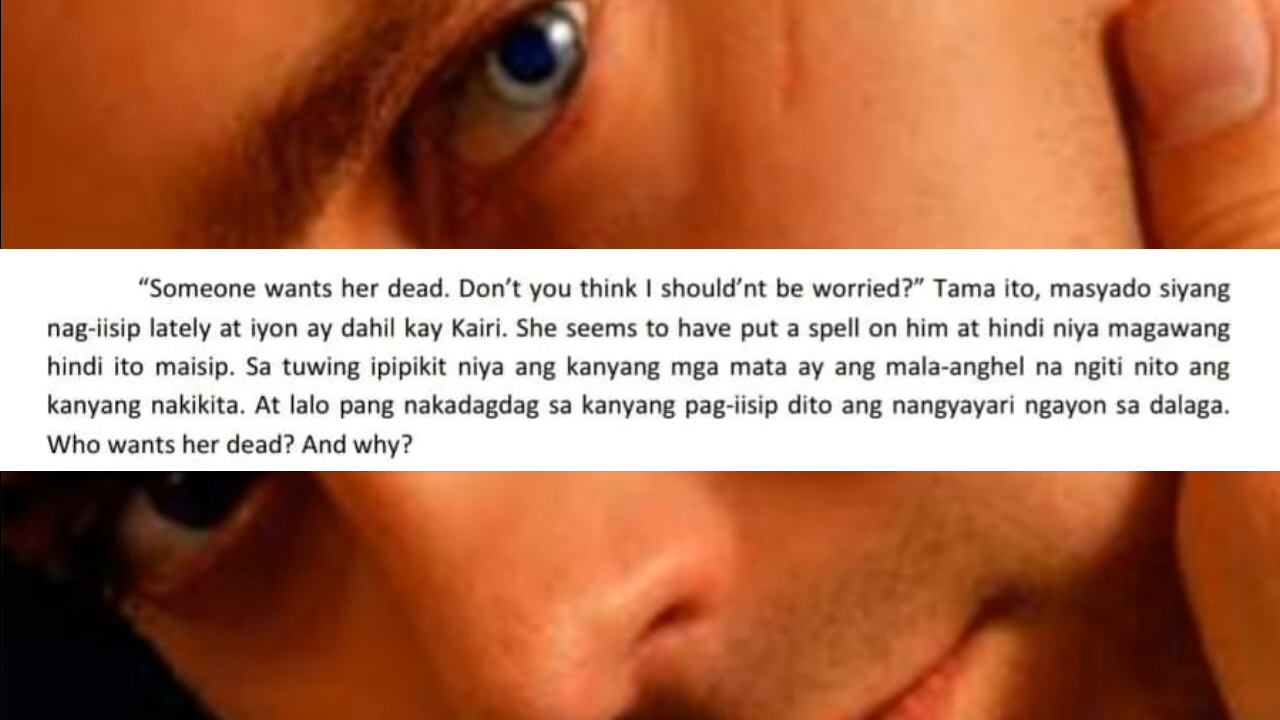 “Someone wants her dead. Don’t you think I should’nt be worried?” Tama ito, masyado siyang
nag-iisip lately at iyon ay dahil kay Kairi. She seems to have put a spell on him at hindi niya magawang
hindi ito maisip. Sa tuwing ipipikit niya ang kanyang mga mata ay ang mala-anghel na ngiti nito ang
kanyang nakikita. At lalo pang nakadagdag sa kanyang pag-iisip dito ang nangyayari ngayon sa dalaga.
Who wants her dead? And why?